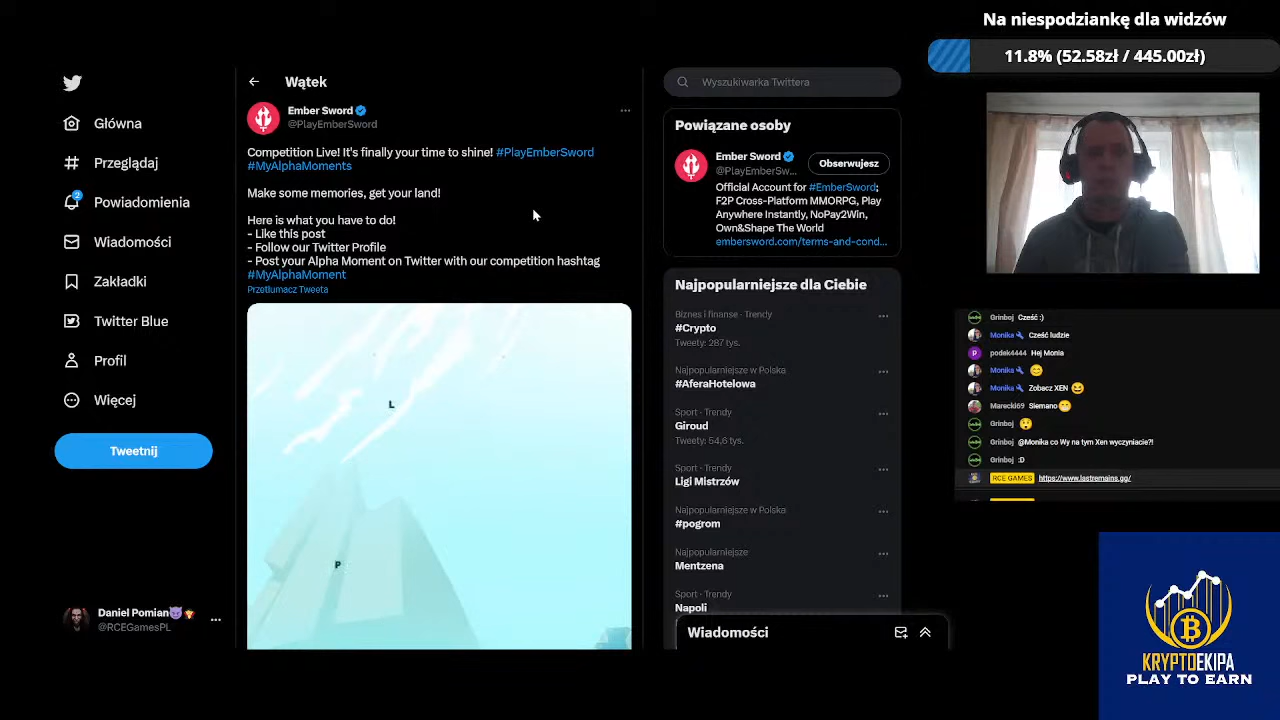 Na niespodziankę dla widzów
11.8% (52.58zł / 445.00zł)
Główna
Przeglądaj
2
Powiadomienia
Wiadomości
Zakładki
Twitter Blue
Profil
Więcej
Tweetnij
Daniel Pomian
@RCEGamesPL
Wątek
Ember Sword
@PlayEmberSword
Competition Live! It's finally your time to shine! #PlayEmberSword
#MyAlphaMoments
Make some memories, get your land!
Here is what you have to do!
- Like this post
- Follow our Twitter Profile
- Post your Alpha Moment on Twitter with our competition hashtag
#MyAlphaMoment
Przetłumacz Tweeta
L
P
Wyszukiwarka Twittera
Powiązane osoby
Ember Sword
@PlayEmberSw...
Obserwujesz
Official Account for #EmberSword;
F2P Cross-Platform MMORPG, Play
Anywhere Instantly, NoPay2Win,
Own&Shape The World
embersword.com/terms-and-cond...
Najpopularniejsze dla Ciebie
Biznes i finanse · Trendy
#Crypto
Tweety: 287 tys.
Najpopularniejsze w Polska
#AferaHotelowa
Sport · Trendy
Giroud
Tweety: 54,6 tys.
Sport · Trendy
Ligi Mistrzów
Najpopularniejsze w Polska
#pogrom
Najpopularniejsze
Mentzena
Sport · Trendy
Napoli
Wiadomości
Grinboj Cześć :)
Monika Cześć ludzie
podek4444 Hej Monia
Monika
Monika Zobacz XEN
Marecki69 Siemano
Grinboj
Grinboj @Monika co Wy na tym Xen wyczyniacie?!
Grinboj :D
RCE GAMES https://www.lastremains.gg/
KRYPTOEKIPA
PLAY TO EARN